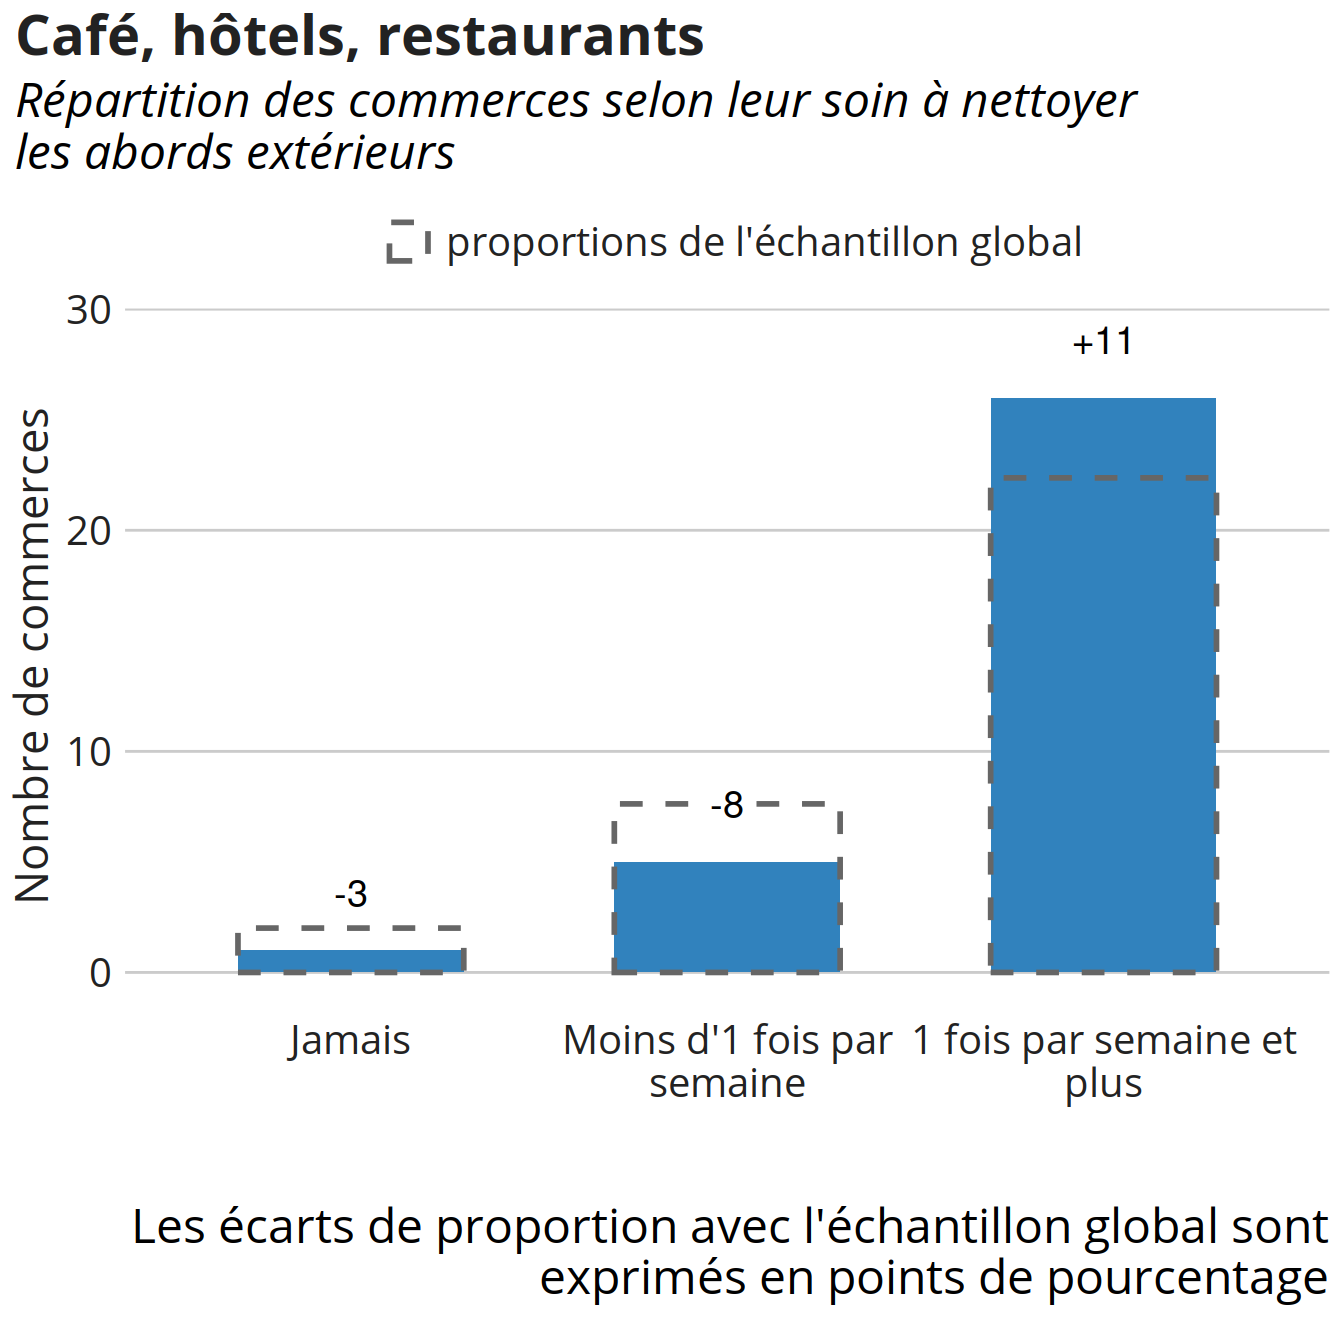 Café, hôtels, restaurants
Répartition des commerces selon leur soin à nettoyer
les abords extérieurs
proportions de l'échantillon global
Nombre de commerces
30
20
10
0
+11
-8
-3
Jamais
Moins d'1 fois par
semaine
1 fois par semaine et
plus
Les écarts de proportion avec l'échantillon global sont
exprimés en points de pourcentage